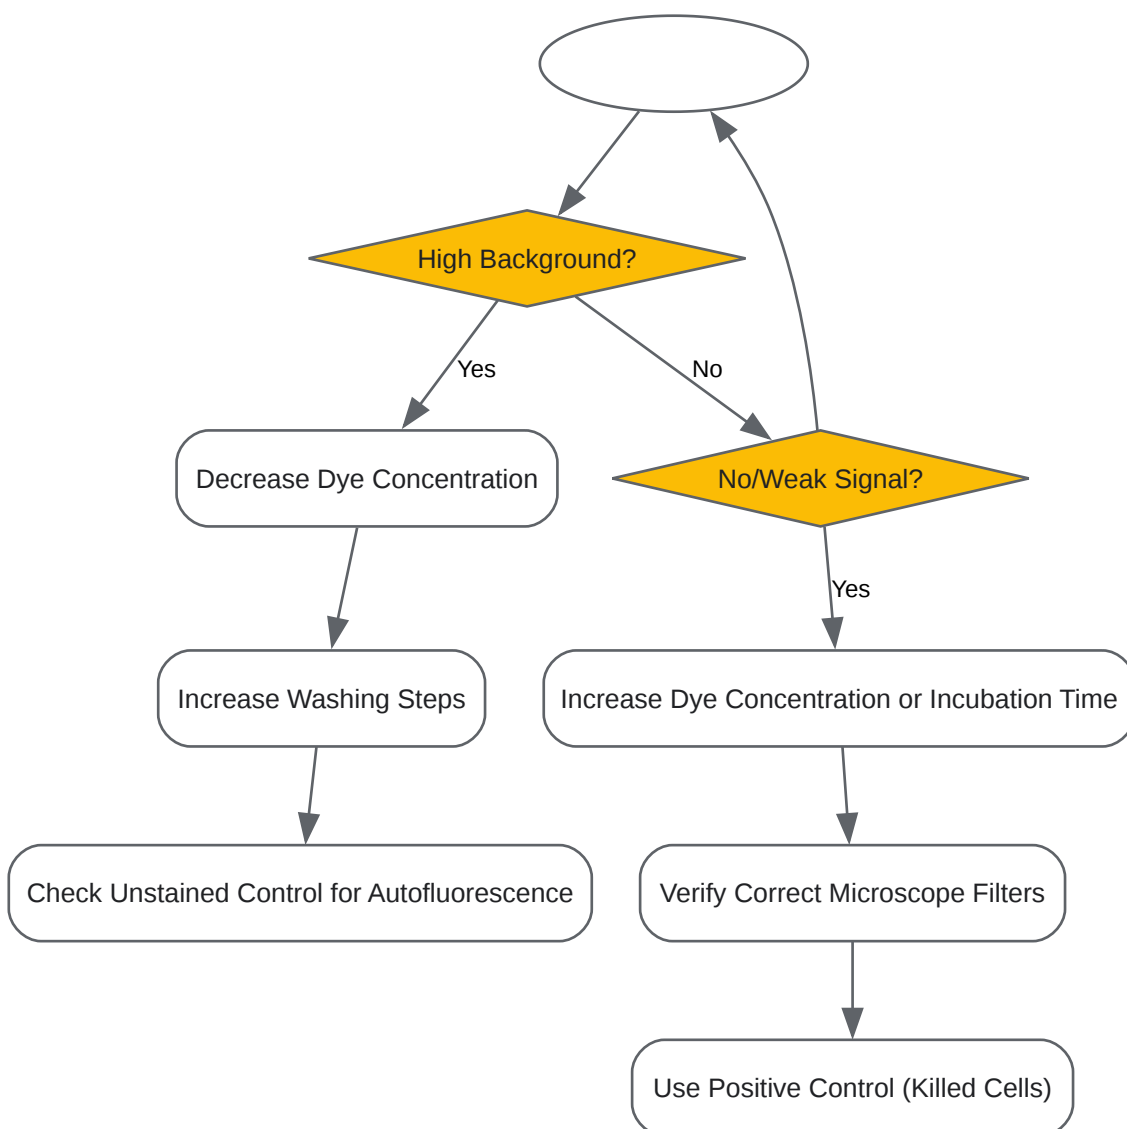 High Background?
Yes
No
Decrease Dye Concentration
No/Weak Signal?
Yes
Increase Washing Steps
Increase Dye Concentration or Incubation Time
Check Unstained Control for Autofluorescence
Verify Correct Microscope Filters
Use Positive Control (Killed Cells)